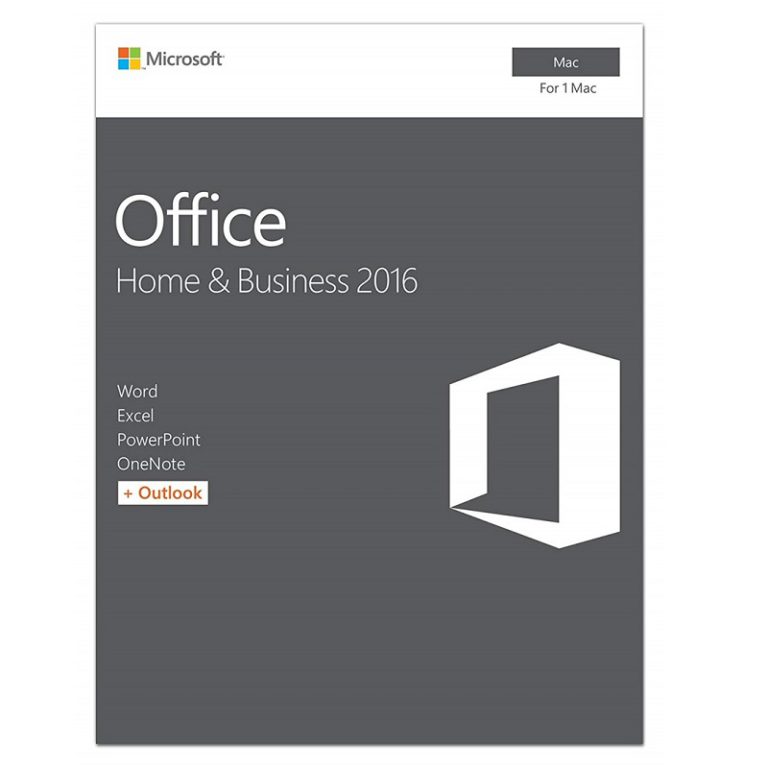 Microsoft
Mac
For 1 Mac
Office
Home & Business 2016
Word
Excel
PowerPoint
OneNote
+ Outlook